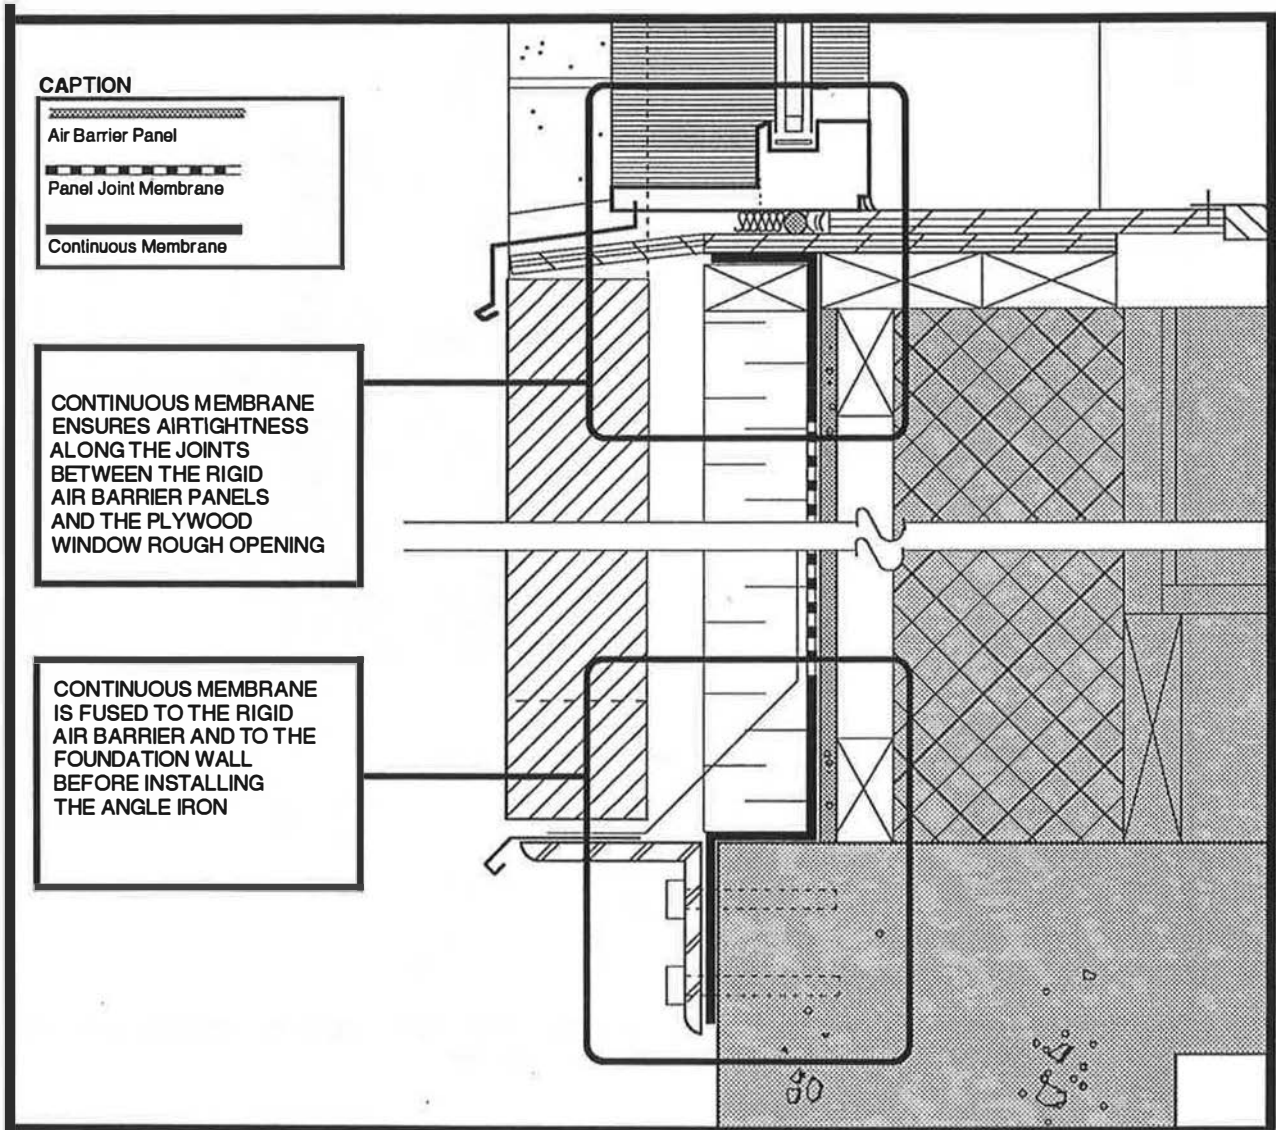 CAPTION
Air Barrier Panel
Panel Joint Membrane
Continuous Membrane
CONTINUOUS MEMBRANE
ENSURES AIRTIGHTNESS
ALONG THE JOINTS
BETWEEN THE RIGID
AIR BARRIER PANELS
AND THE PLYWOOD
WINDOW ROUGH OPENING
CONTINUOUS MEMBRANE
IS FUSED TO THE RIGID
AIR BARRIER AND TO THE
FOUNDATION WALL
BEFORE INSTALLING
THE ANGLE IRON